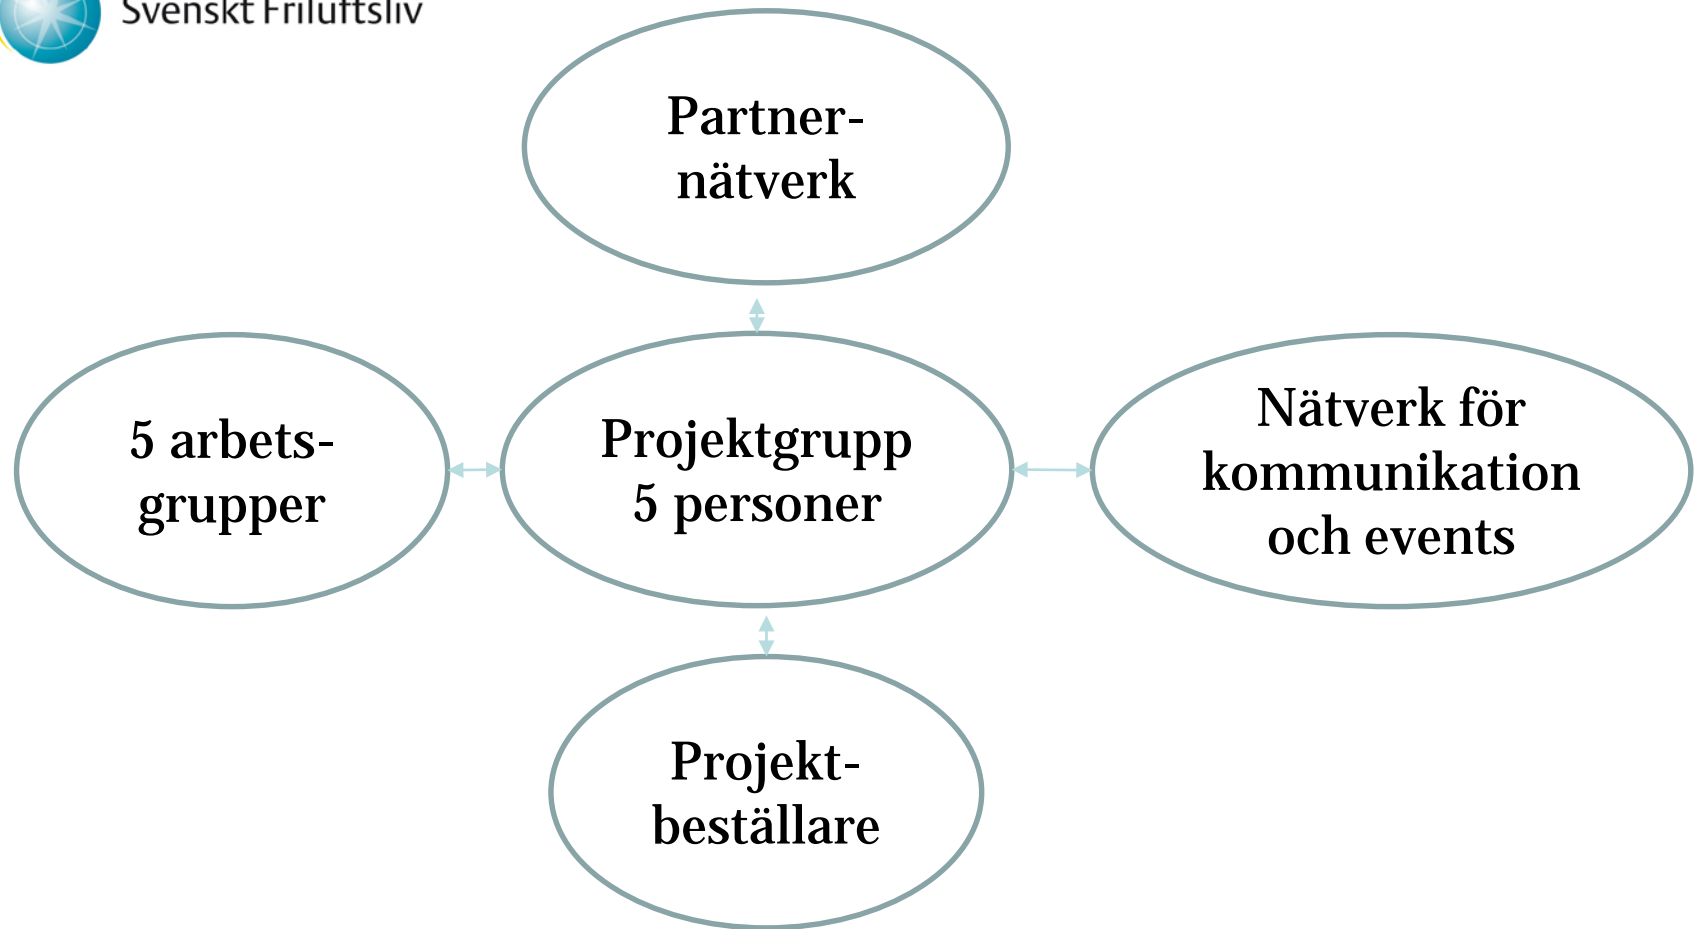 Svenskt Friluftsliv
Partner-
nätverk
5 arbets-
grupper
Projektgrupp
5 personer
Nätverk för
kommunikation
och events
Projekt-
beställare